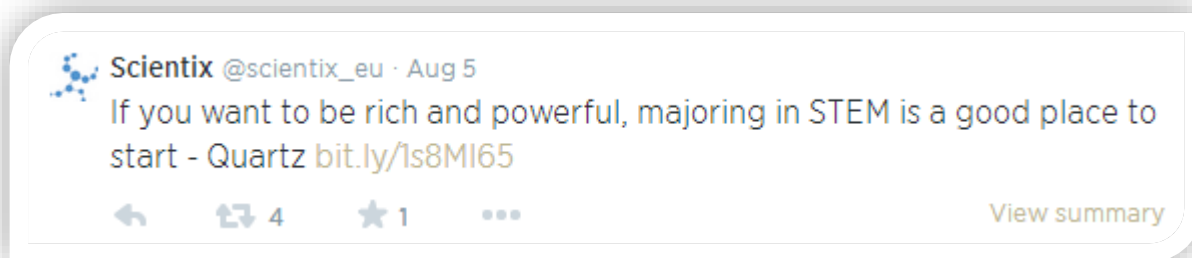 Scientix @scientix_eu · Aug 5
If you want to be rich and powerful, majoring in STEM is a good place to
start - Quartz bit.ly/1s8MI65
4 1 View summary